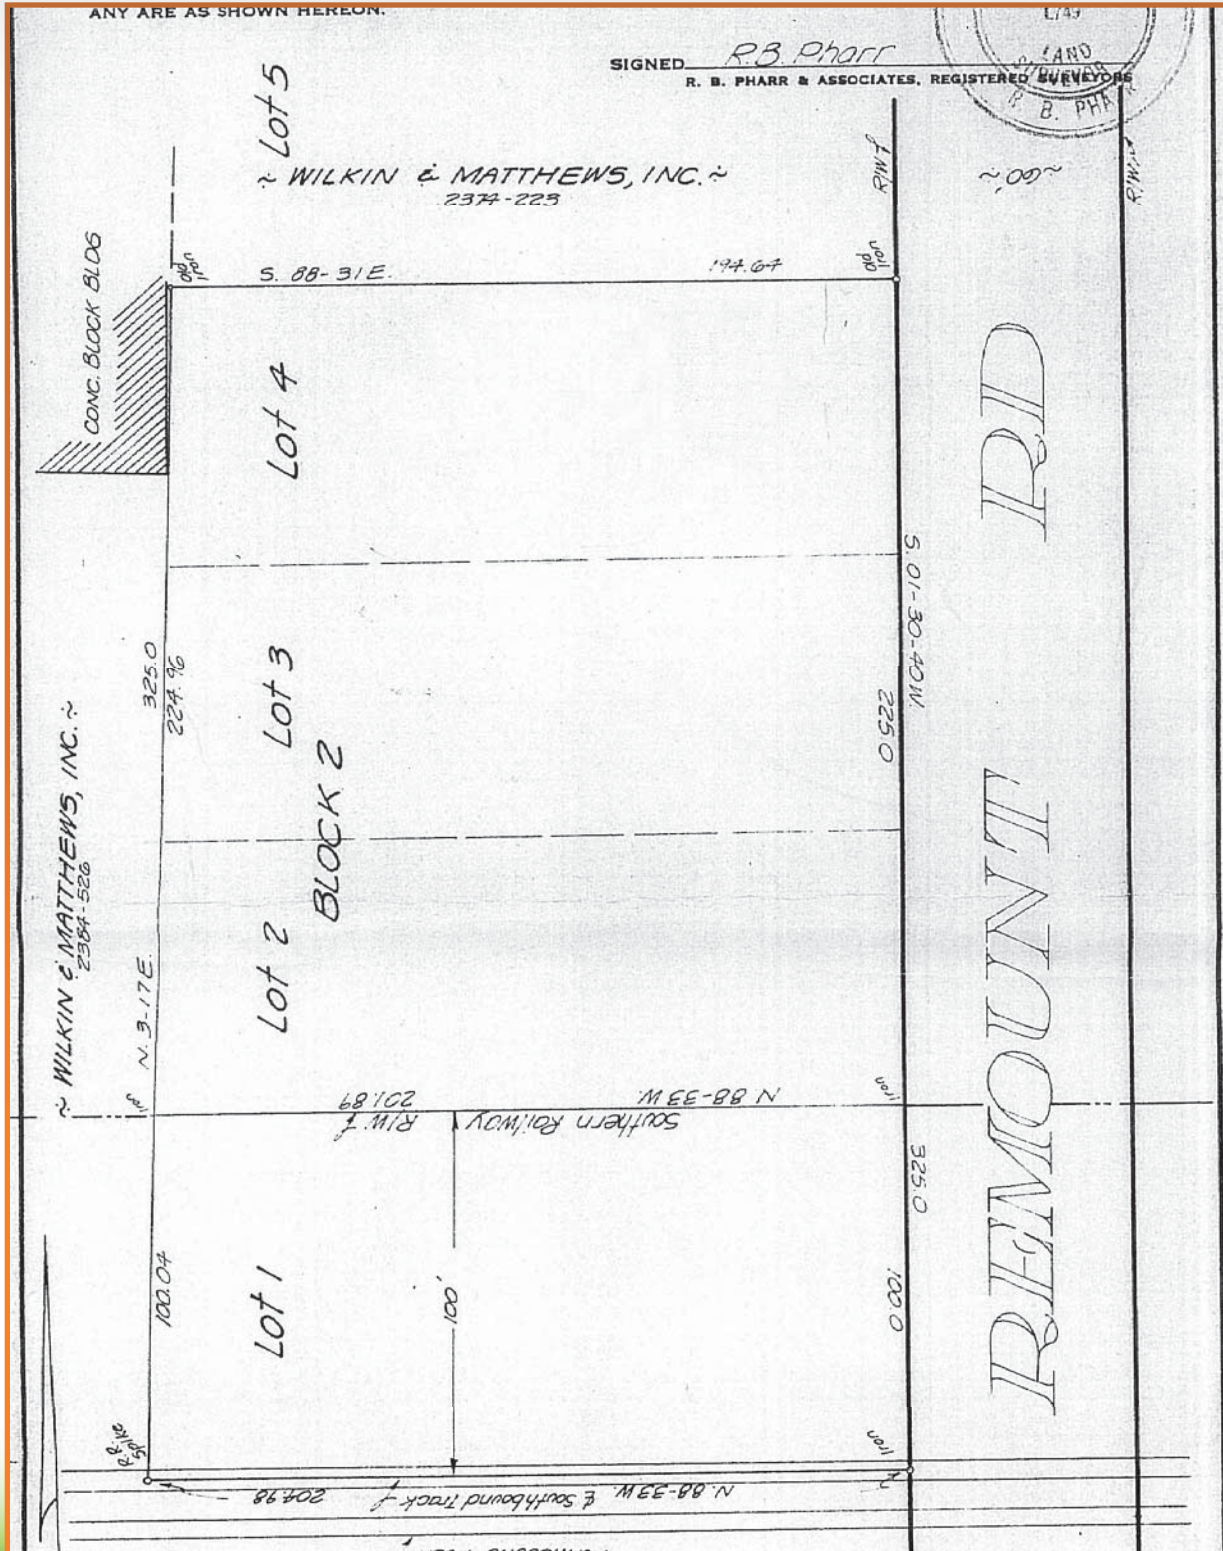 ANY ARE AS SHOWN HEREON.
SIGNED R.B. Pharr
R. B. PHARR & ASSOCIATES, REGISTERED SURVEYORS
LAND
SURVEYOR
R. B. PHAR
Lot 5
~ WILKIN & MATTHEWS, INC. ~
2374-223
R/W
~60'~
R/W
CONC. BLOCK BLDG
old
iron
S. 88-31 E.
194.64
old
iron
Lot 4
RD
S. 01-30-40W.
325.0
224.96
Lot 3
225.0
~ WILKIN & MATTHEWS, INC. ~
2384-526
BLOCK 2
N. 3-17 E.
Lot 2
REMOUNT
Iron
N 88-33 W.
201.89
Iron
Southern Railway R/W
325.0
100.04
Lot 1
100'
100.0
R.R.
Spike
Iron
N. 88-33 W. ₵ Southbound Track
204.98